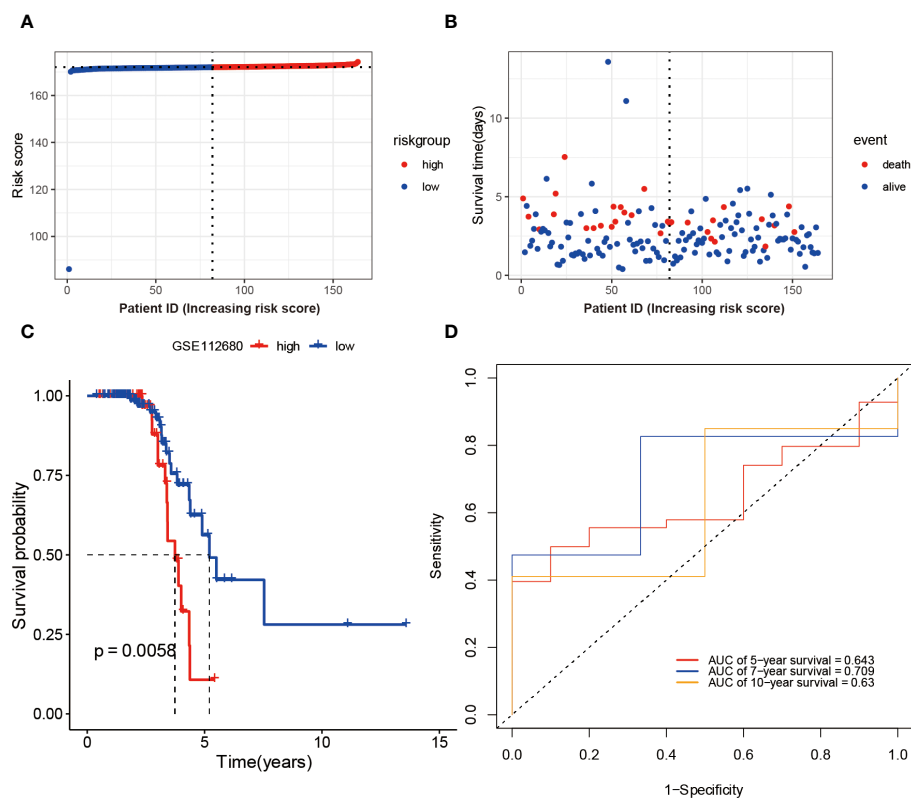 A
Risk score
160
140
120
100
0
50
100
150
Patient ID (Increasing risk score)
riskgroup
high
low
B
Survival time(days)
10
5
0
0
50
100
150
Patient ID (Increasing risk score)
event
death
alive
C
GSE112680 high low
Survival probability
1.00
0.75
0.50
0.25
0.00
p = 0.0058
0
5
10
15
Time(years)
D
Sensitivity
1.0
0.8
0.6
0.4
0.2
0.0
AUC of 5−year survival = 0.643
AUC of 7−year survival = 0.709
AUC of 10−year survival = 0.63
0.0
0.2
0.4
0.6
0.8
1.0
1−Specificity